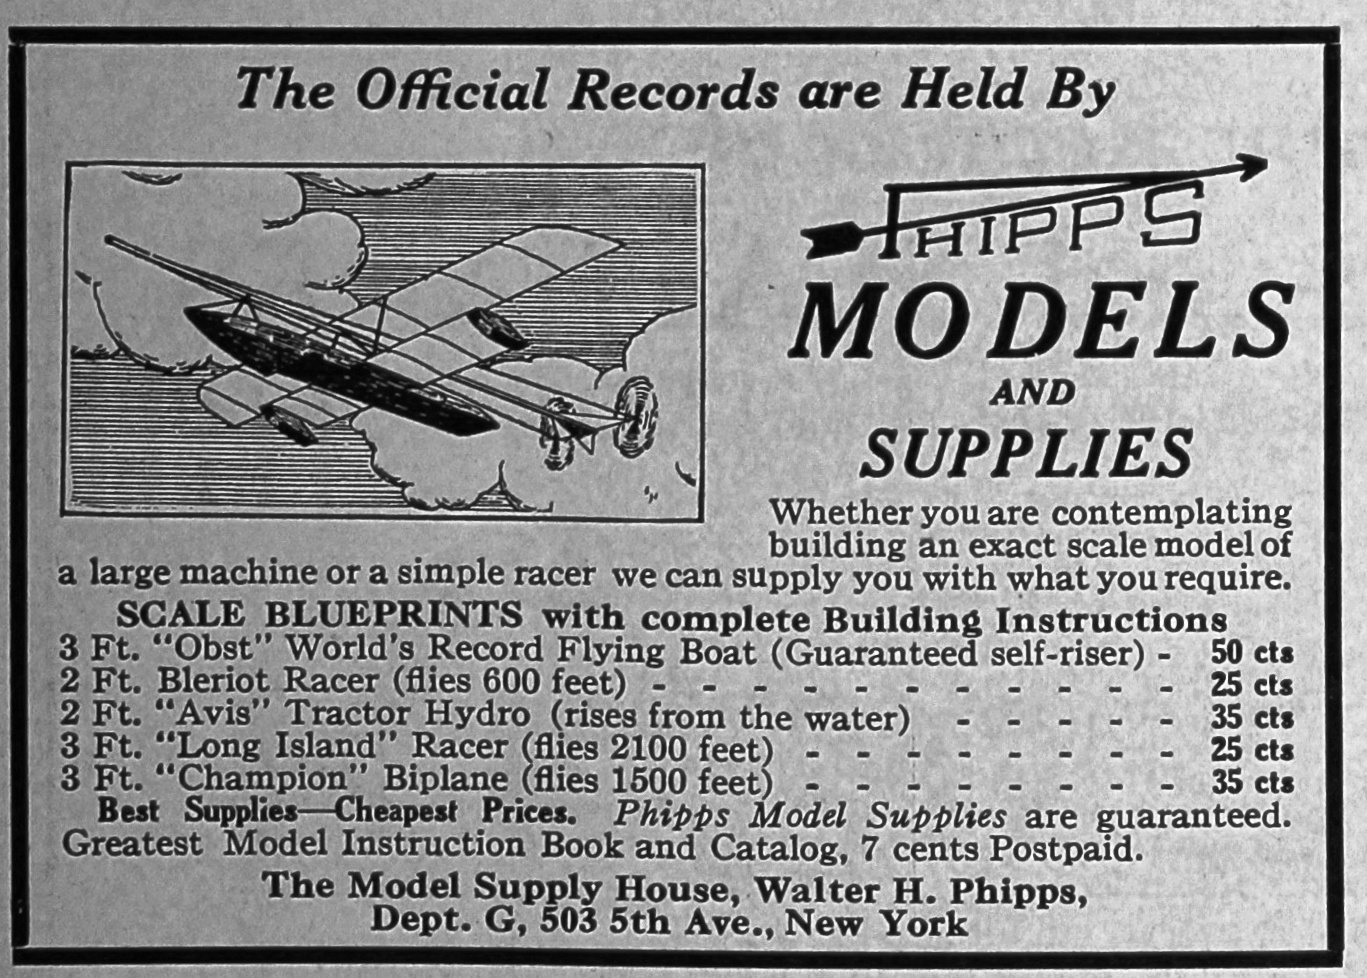 The Official Records are Held By
PHIPPS
MODELS
AND
SUPPLIES
Whether you are contemplating
building an exact scale model of
a large machine or a simple racer we can supply you with what you require.
SCALE BLUEPRINTS with complete Building Instructions
3 Ft. "Obst" World's Record Flying Boat (Guaranteed self-riser) - 50 cts
2 Ft. Bleriot Racer (flies 600 feet) - - - - - - - - - - - 25 cts
2 Ft. "Avis" Tractor Hydro (rises from the water) - - - - - 35 cts
3 Ft. "Long Island" Racer (flies 2100 feet) - - - - - - - - 25 cts
3 Ft. "Champion" Biplane (flies 1500 feet) - - - - - - - - 35 cts
Best Supplies—Cheapest Prices. Phipps Model Supplies are guaranteed.
Greatest Model Instruction Book and Catalog, 7 cents Postpaid.
The Model Supply House, Walter H. Phipps,
Dept. G, 503 5th Ave., New York